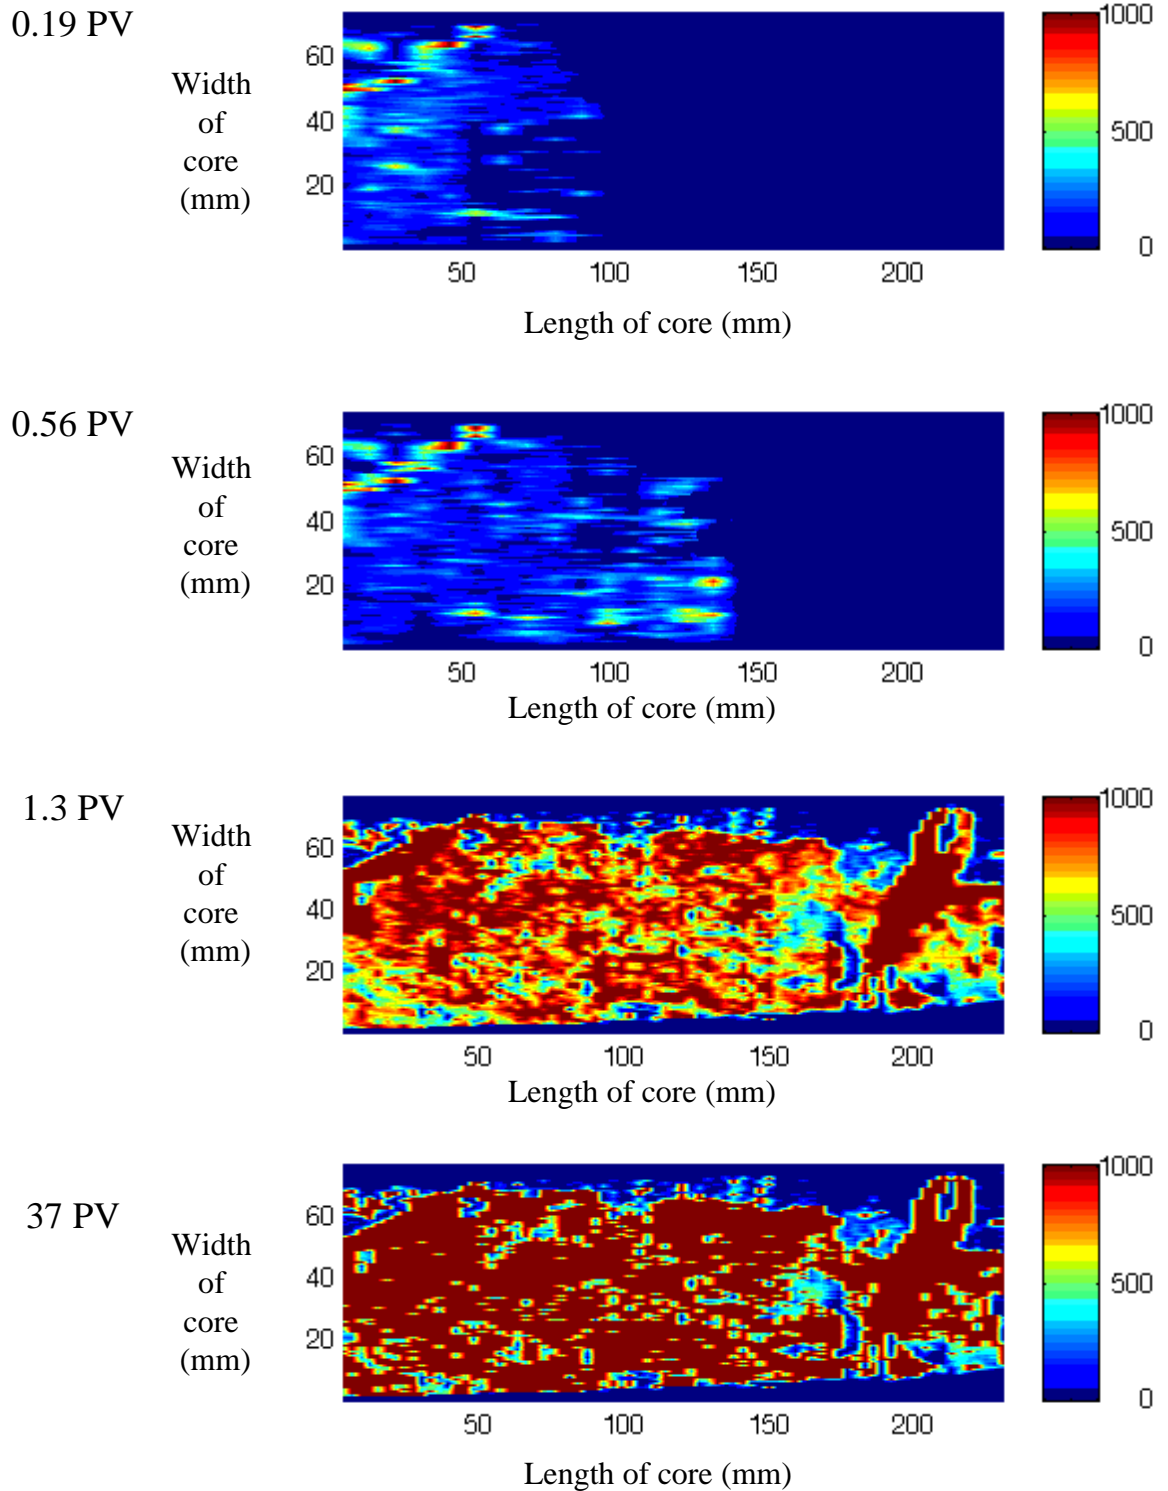 0.19 PV
Width
of
core
(mm)
60
40
20
50 100 150 200
Length of core (mm)
1000
500
0
0.56 PV
Width
of
core
(mm)
60
40
20
50 100 150 200
Length of core (mm)
1000
500
0
1.3 PV
Width
of
core
(mm)
60
40
20
50 100 150 200
Length of core (mm)
1000
500
0
37 PV
Width
of
core
(mm)
60
40
20
50 100 150 200
Length of core (mm)
1000
500
0